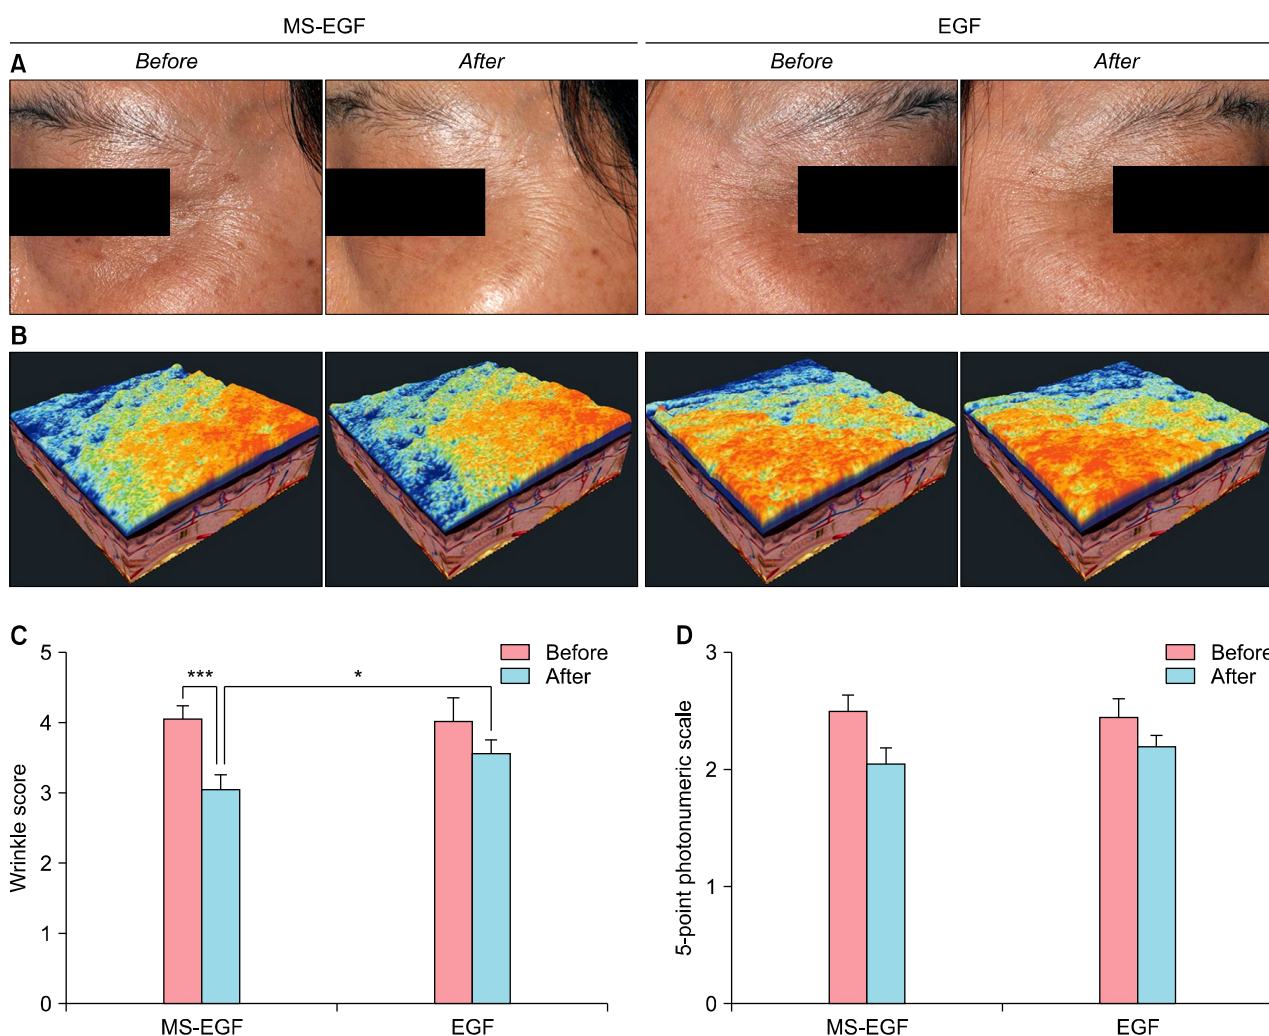 MS-EGF EGF
Before After Before After
A
B
C
D
5
4
3
2
1
0
Wrinkle score
***
*
Before
After
MS-EGF EGF
3
2
1
0
5-point photonumeric scale
Before
After
MS-EGF EGF